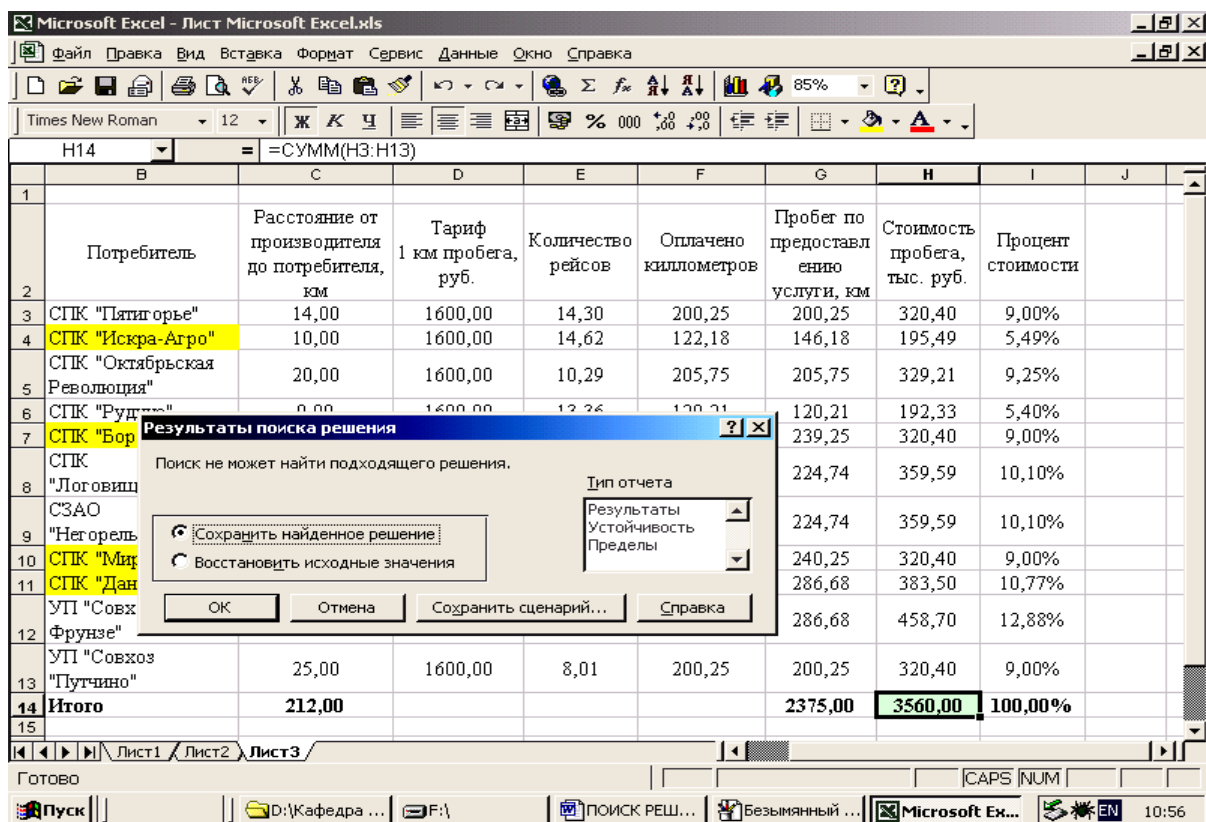 Microsoft Excel - Лист Microsoft Excel.xls
Файл Правка Вид Вставка Формат Сервис Данные Окно Справка
85%
Times New Roman 12 Ж К Ч % 000
H14 = =СУММ(H3:H13)
B C D E F G H I J
1
2 Потребитель
Расстояние от
производителя
до потребителя,
км
Тариф
1 км пробега,
руб.
Количество
рейсов
Оплачено
киллометров
Пробег по
предоставл
ению
услуги, км
Стоимость
пробега,
тыс. руб.
Процент
стоимости
3 СПК "Пятигорье" 14,00 1600,00 14,30 200,25 200,25 320,40 9,00%
4 СПК "Искра-Агро" 10,00 1600,00 14,62 122,18 146,18 195,49 5,49%
СПК "Октябрьская
5 Революция" 20,00 1600,00 10,29 205,75 205,75 329,21 9,25%
6 СПК 120,21 192,33 5,40%
7 СПК "Бор 239,25 320,40 9,00%
СПК
8 "Логовищ 224,74 359,59 10,10%
СЗАО
9 "Негорель 224,74 359,59 10,10%
10 СПК "Мир 240,25 320,40 9,00%
11 СПК "Дан 286,68 383,50 10,77%
УП "Совх
12 Фрунзе" 286,68 458,70 12,88%
УП "Совхоз
13 "Путчино" 25,00 1600,00 8,01 200,25 200,25 320,40 9,00%
14 Итого 212,00 2375,00 3560,00 100,00%
15
Результаты поиска решения
Поиск не может найти подходящего решения.
Тип отчета
Результаты
Устойчивость
Пределы
Сохранить найденное решение
Восстановить исходные значения
ОК Отмена Сохранить сценарий... Справка
Лист1 Лист2 Лист3
Готово CAPS NUM
Пуск D:\Кафедра ... F:\ ПОИСК РЕШ... Безымянный ... Microsoft Ex... EN 10:56